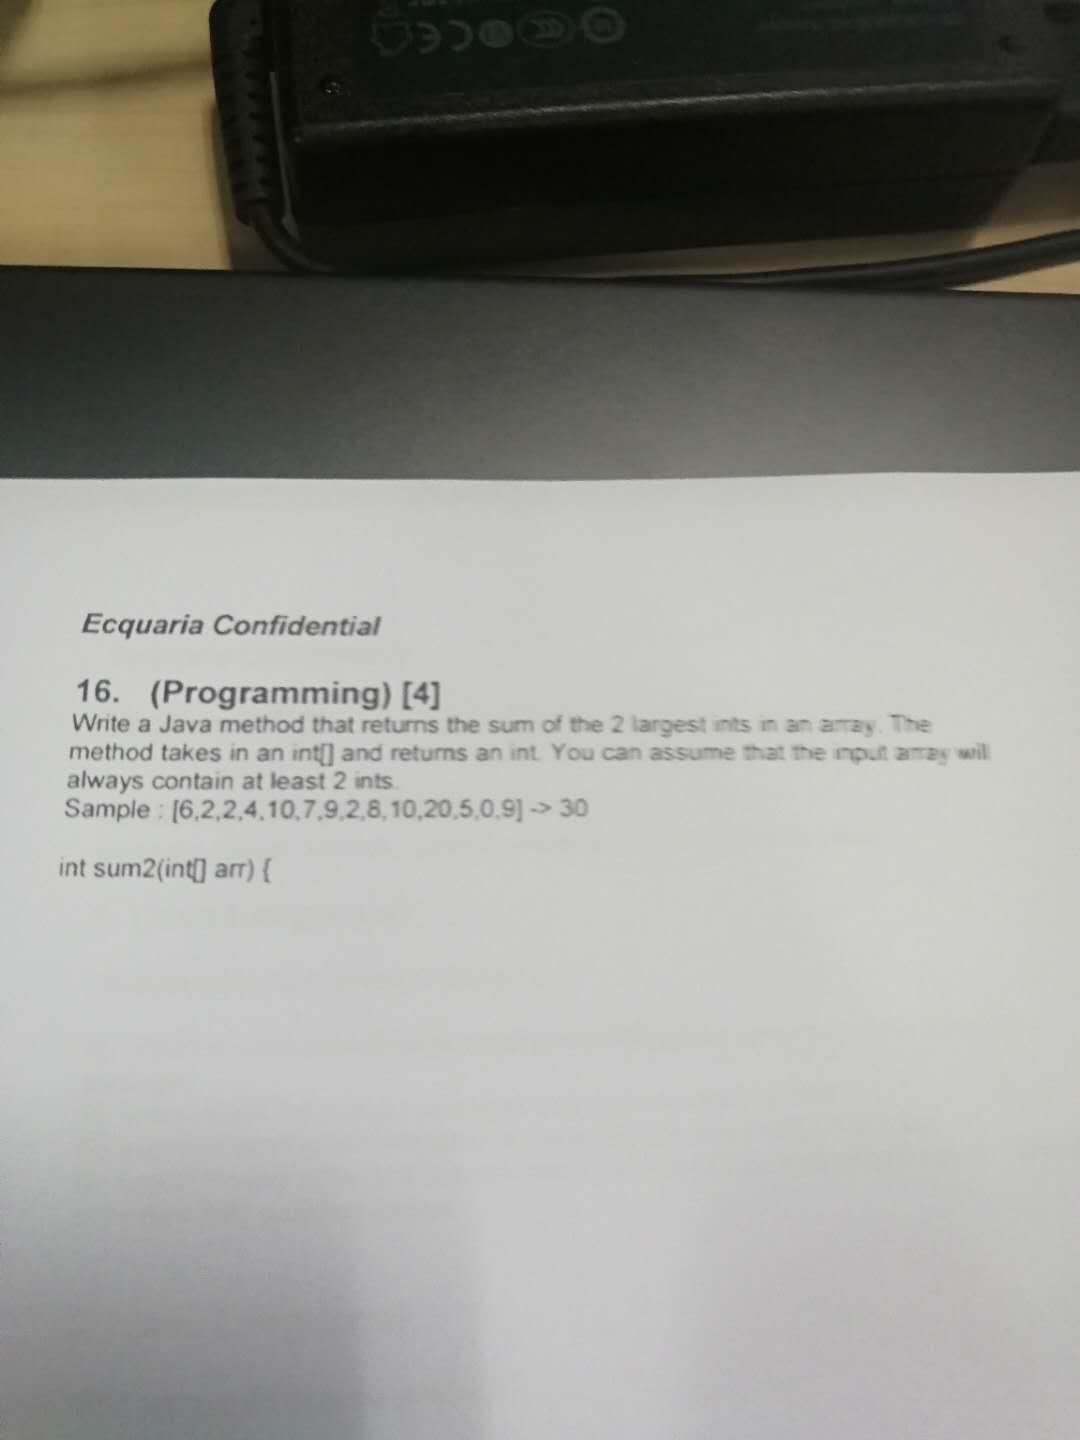 Ecquaria Confidential
16. (Programming) [4]
Write a Java method that returns the sum of the 2 largest ints in an array. The
method takes in an int[] and returns an int. You can assume that the input array will
always contain at least 2 ints.
Sample : [6,2,2,4,10,7,9,2,8,10,20,5,0,9] -> 30
int sum2(int[] arr) {